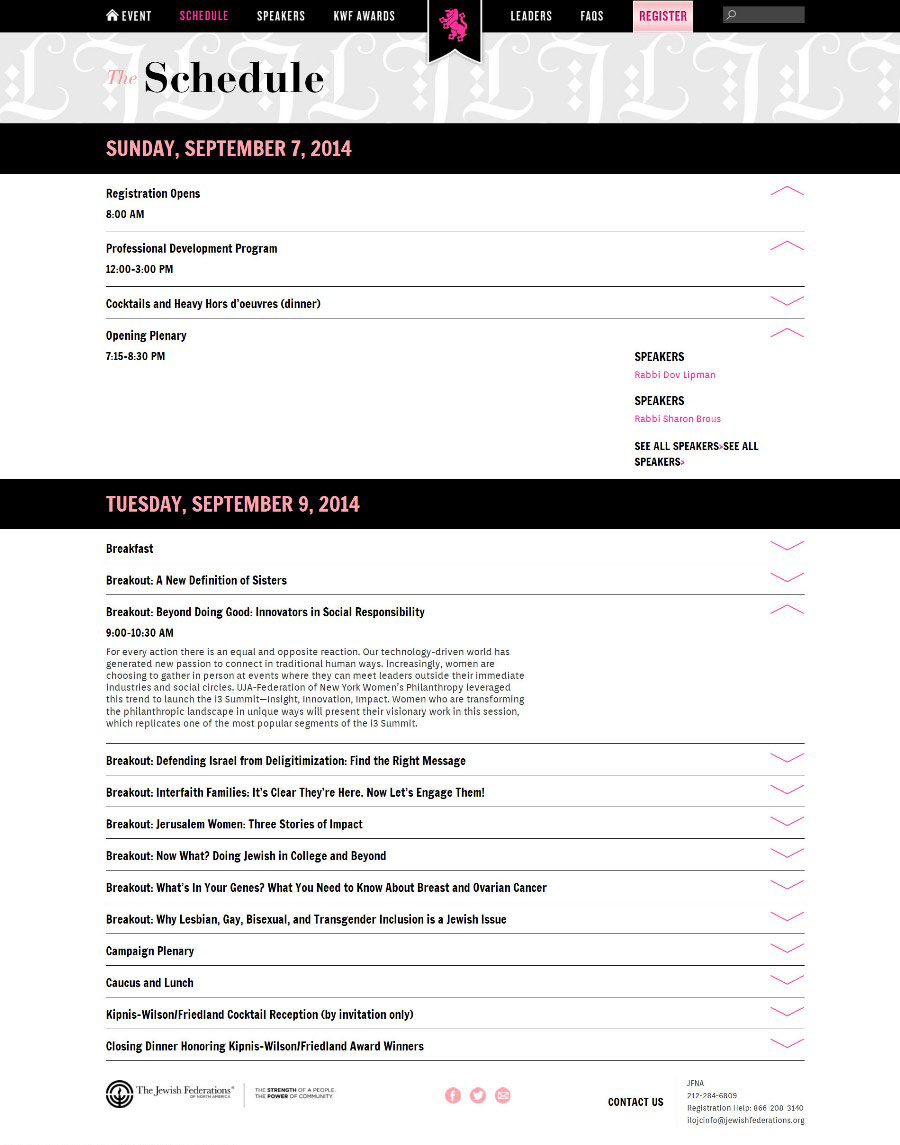 EVENT SCHEDULE SPEAKERS KWF AWARDS LEADERS FAQS REGISTER
The Schedule
SUNDAY, SEPTEMBER 7, 2014
Registration Opens
8:00 AM
Professional Development Program
12:00-3:00 PM
Cocktails and Heavy Hors d'oeuvres (dinner)
Opening Plenary
7:15-8:30 PM
SPEAKERS
Rabbi Dov Lipman
SPEAKERS
Rabbi Sharon Brous
SEE ALL SPEAKERS>SEE ALL
SPEAKERS>
TUESDAY, SEPTEMBER 9, 2014
Breakfast
Breakout: A New Definition of Sisters
Breakout: Beyond Doing Good: Innovators in Social Responsibility
9:00-10:30 AM
For every action there is an equal and opposite reaction. Our technology-driven world has
generated new passion to connect in traditional human ways. Increasingly, women are
choosing to gather in person at events where they can meet leaders outside their immediate
industries and social circles. UJA-Federation of New York Women's Philanthropy leveraged
this trend to launch the i3 Summit—Insight, Innovation, Impact. Women who are transforming
the philanthropic landscape in unique ways will present their visionary work in this session,
which replicates one of the most popular segments of the i3 Summit.
Breakout: Defending Israel from Deligitimization: Find the Right Message
Breakout: Interfaith Families: It's Clear They're Here. Now Let's Engage Them!
Breakout: Jerusalem Women: Three Stories of Impact
Breakout: Now What? Doing Jewish in College and Beyond
Breakout: What's In Your Genes? What You Need to Know About Breast and Ovarian Cancer
Breakout: Why Lesbian, Gay, Bisexual, and Transgender Inclusion is a Jewish Issue
Campaign Plenary
Caucus and Lunch
Kipnis-Wilson/Friedland Cocktail Reception (by invitation only)
Closing Dinner Honoring Kipnis-Wilson/Friedland Award Winners
The Jewish Federations®
OF NORTH AMERICA
THE STRENGTH OF A PEOPLE.
THE POWER OF COMMUNITY.
CONTACT US
JFNA
212-284-6809
Registration Help: 866 208 3140
ilojcinfo@jewishfederations.org